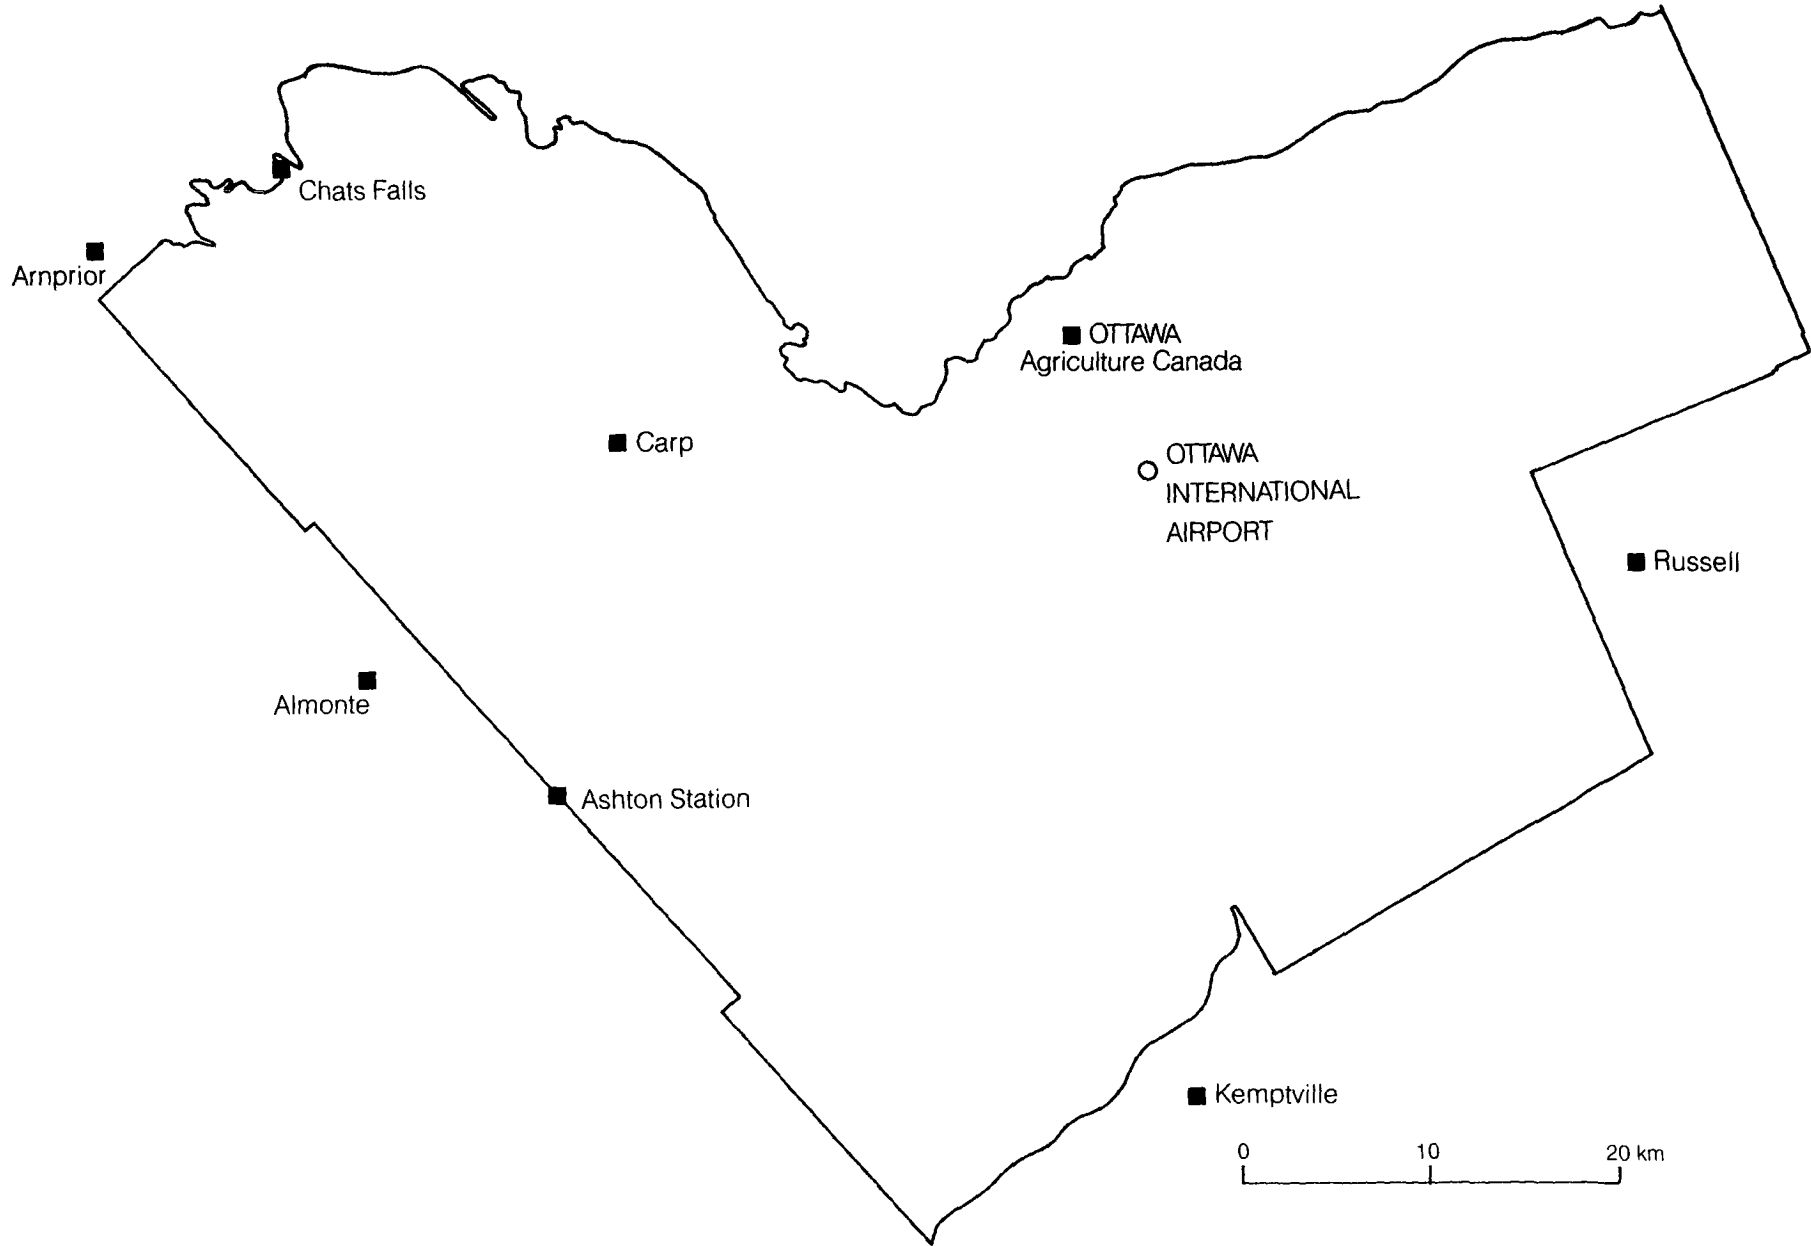 Chats Falls
Arnprior
OTTAWA
Agriculture Canada
Carp
OTTAWA
INTERNATIONAL
AIRPORT
Russell
Almonte
Ashton Station
Kemptville
0 10 20 km